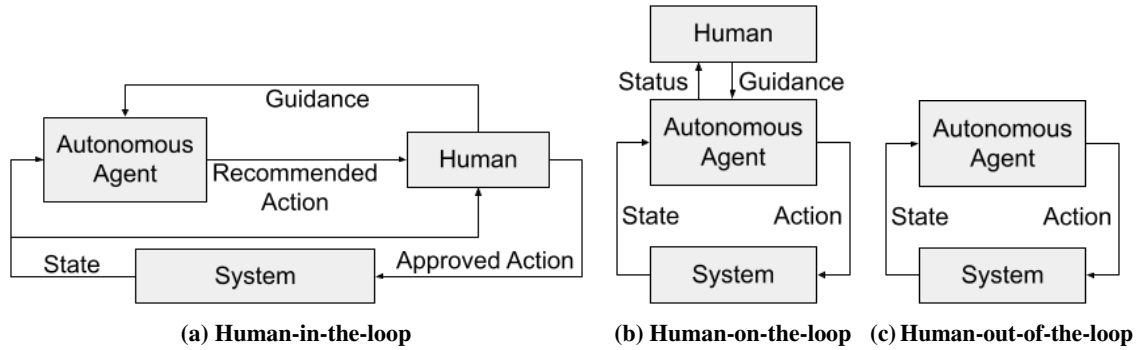 Guidance
Autonomous
Agent
Recommended
Action
Human
State
System
Approved Action
(a) Human-in-the-loop
Human
Status
Guidance
Autonomous
Agent
State
Action
System
(b) Human-on-the-loop
Autonomous
Agent
State
Action
System
(c) Human-out-of-the-loop